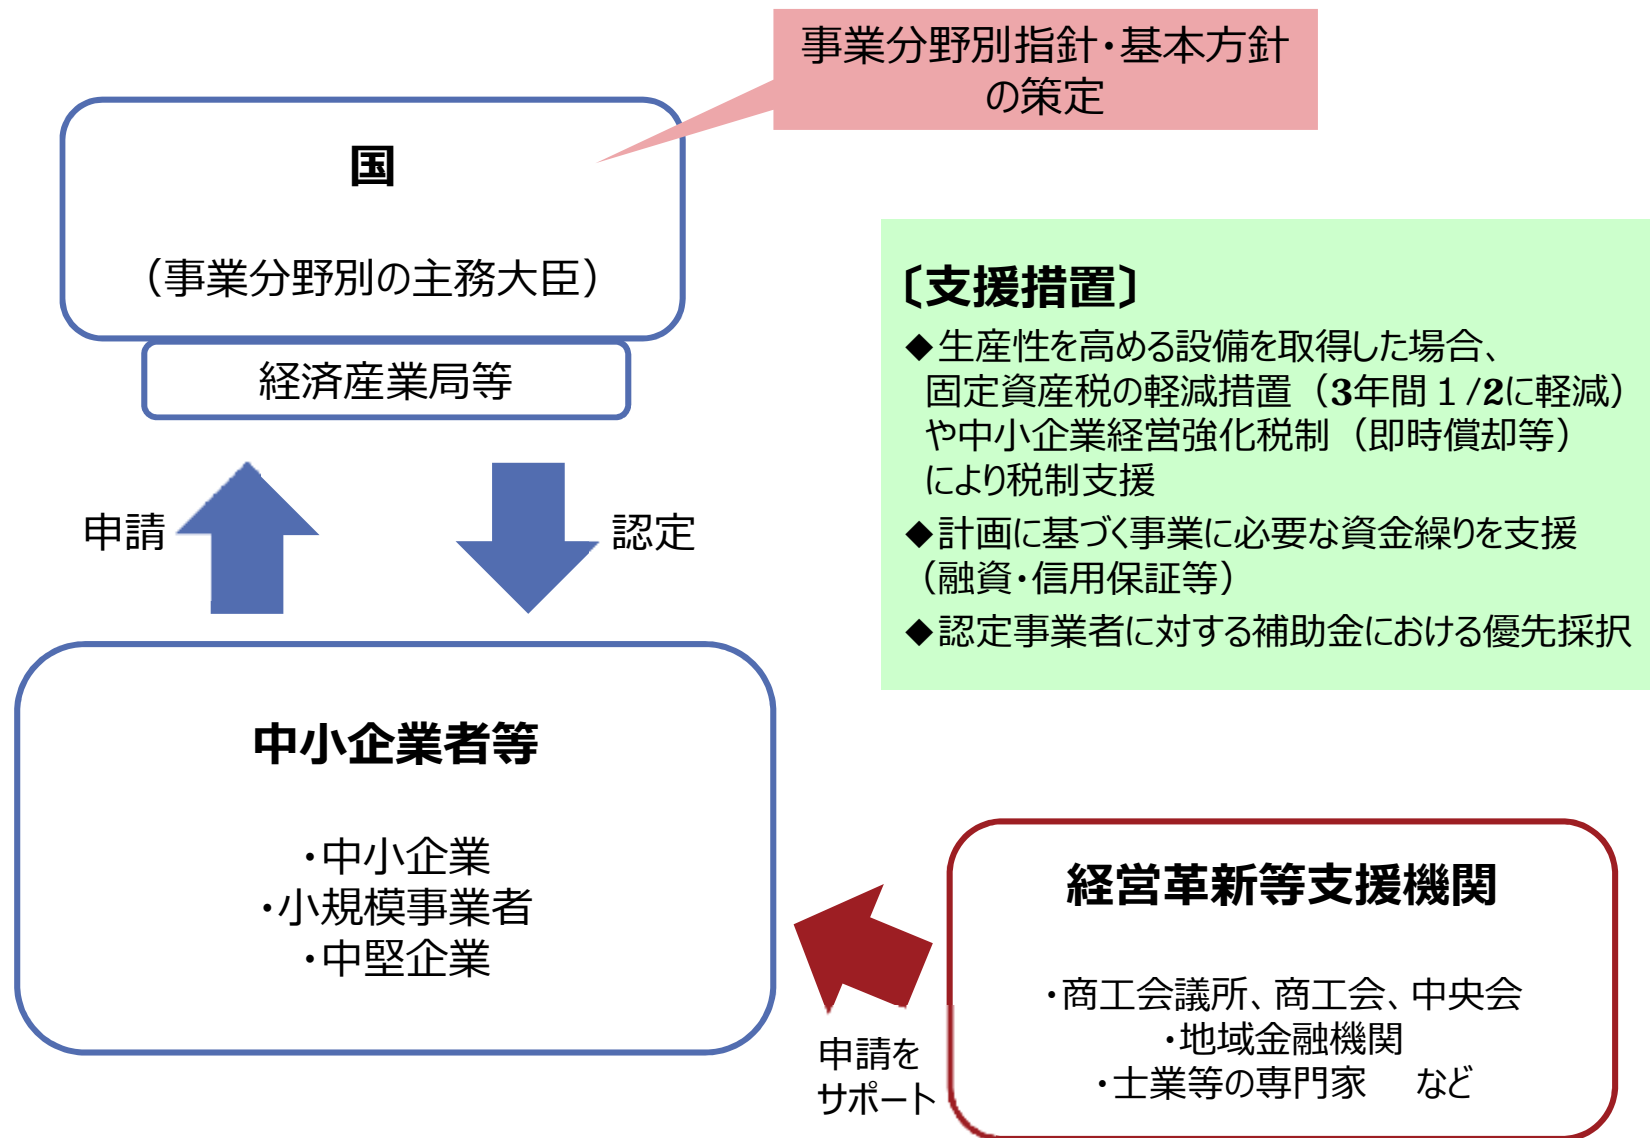 事業分野別指針・基本方針
の策定
国
（事業分野別の主務大臣）
経済産業局等
申請
認定
〔支援措置〕
◆生産性を高める設備を取得した場合、
固定資産税の軽減措置（3年間１/2に軽減）
や中小企業経営強化税制（即時償却等）
により税制支援
◆計画に基づく事業に必要な資金繰りを支援
（融資・信用保証等）
◆認定事業者に対する補助金における優先採択
中小企業者等
・中小企業
・小規模事業者
・中堅企業
申請を
サポート
経営革新等支援機関
・商工会議所、商工会、中央会
・地域金融機関
・士業等の専門家　など